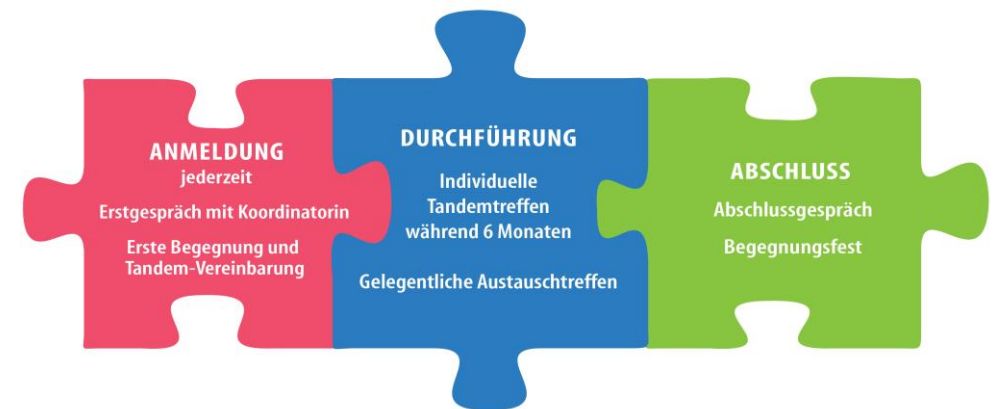 ANMELDUNG
jederzeit
Erstgespräch mit Koordinatorin
Erste Begegnung und
Tandem-Vereinbarung
DURCHFÜHRUNG
Individuelle
Tandemtreffen
während 6 Monaten
Gelegentliche Austauschtreffen
ABSCHLUSS
Abschlussgespräch
Begegnungsfest